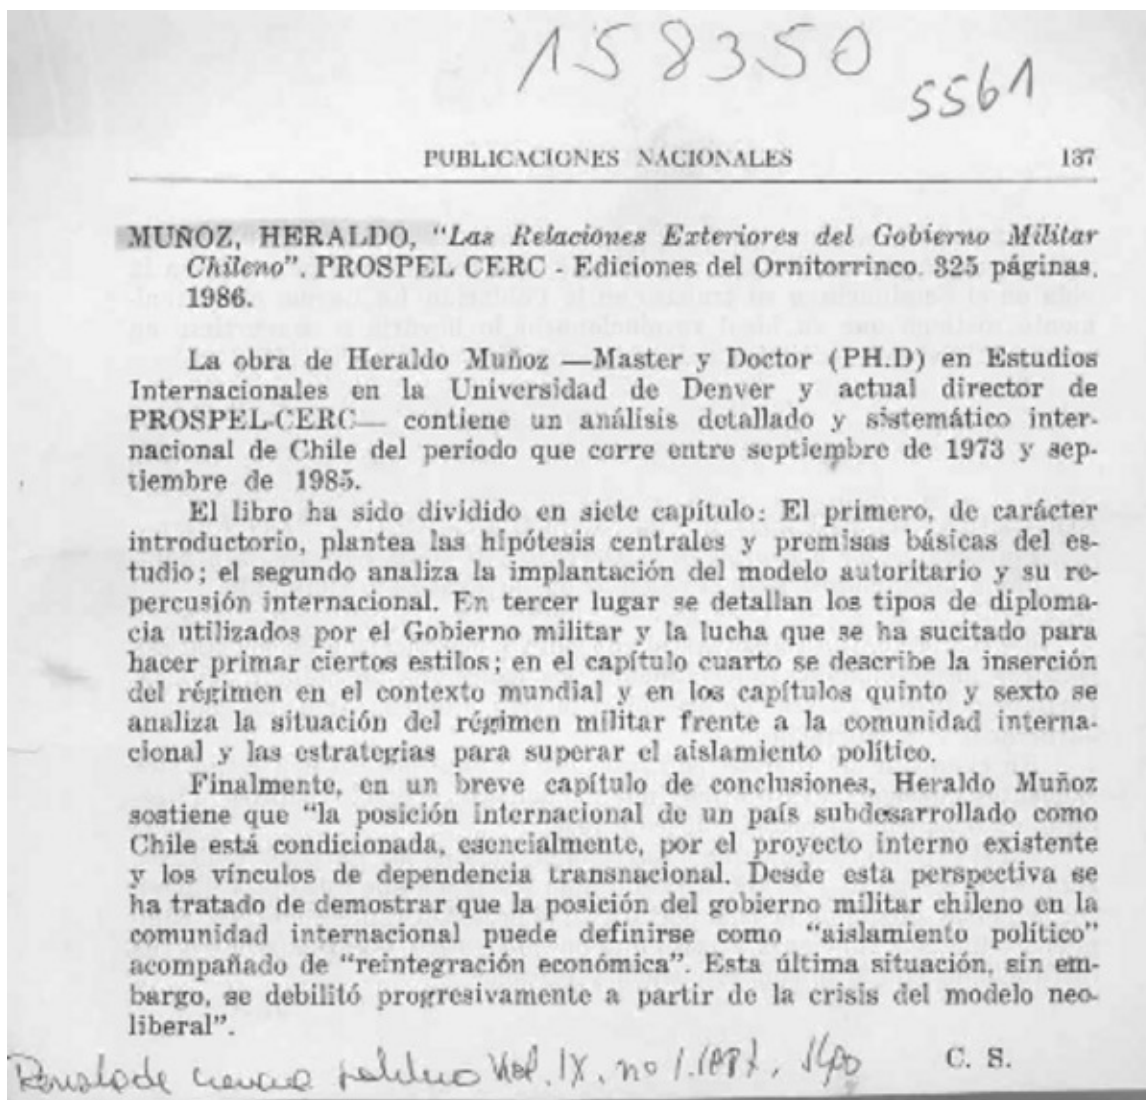 158350
5561
PUBLICACIONES NACIONALES 137
MUÑOZ, HERALDO, "Las Relaciones Exteriores del Gobierno Militar
Chileno". PROSPEL CERC - Ediciones del Ornitorrinco. 325 páginas.
1986.
La obra de Heraldo Muñoz —Master y Doctor (PH.D) en Estudios
Internacionales en la Universidad de Denver y actual director de
PROSPEL-CERC— contiene un análisis detallado y sistemático inter-
nacional de Chile del período que corre entre septiembre de 1973 y sep-
tiembre de 1985.
El libro ha sido dividido en siete capítulo: El primero, de carácter
introductorio, plantea las hipótesis centrales y premisas básicas del es-
tudio; el segundo analiza la implantación del modelo autoritario y su re-
percusión internacional. En tercer lugar se detallan los tipos de diploma-
cia utilizados por el Gobierno militar y la lucha que se ha sucitado para
hacer primar ciertos estilos; en el capítulo cuarto se describe la inserción
del régimen en el contexto mundial y en los capítulos quinto y sexto se
analiza la situación del régimen militar frente a la comunidad interna-
cional y las estrategias para superar el aislamiento político.
Finalmente, en un breve capítulo de conclusiones, Heraldo Muñoz
sostiene que "la posición internacional de un país subdesarrollado como
Chile está condicionada, esencialmente, por el proyecto interno existente
y los vínculos de dependencia transnacional. Desde esta perspectiva se
ha tratado de demostrar que la posición del gobierno militar chileno en la
comunidad internacional puede definirse como "aislamiento político"
acompañado de "reintegración económica". Esta última situación, sin em-
bargo, se debilitó progresivamente a partir de la crisis del modelo neo-
liberal".
C. S.
Revista de ciencia política Vol. IX, no 1. 1987,